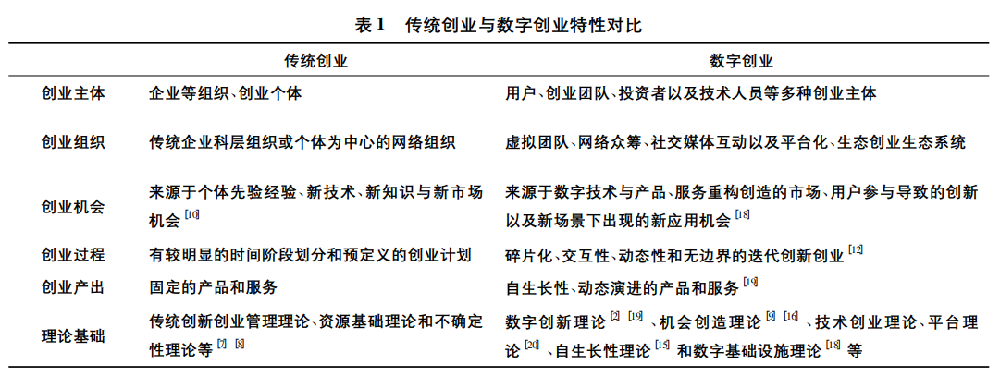 表 1 传统创业与数字创业特性对比
传统创业 数字创业
创业主体 企业等组织、创业个体 用户、创业团队、投资者以及技术人员等多种创业主体
创业组织 传统企业科层组织或个体为中心的网络组织 虚拟团队、网络众筹、社交媒体互动以及平台化、生态创业生态系统
创业机会 来源于个体先验经验、新技术、新知识与新市场
机会[10]
来源于数字技术与产品、服务重构创造的市场、用户参与导致的创新
以及新场景下出现的新应用机会[18]
创业过程 有较明显的时间阶段划分和预定义的创业计划 碎片化、交互性、动态性和无边界的迭代创新创业[12]
创业产出 固定的产品和服务 自生长性、动态演进的产品和服务[19]
理论基础 传统创新创业管理理论、资源基础理论和不确定
性理论等[7] [8]
数字创新理论[2] [19]、机会创造理论[9] [16]、技术创业理论、平台理
论[20]、自生长性理论[15]和数字基础设施理论[18]等